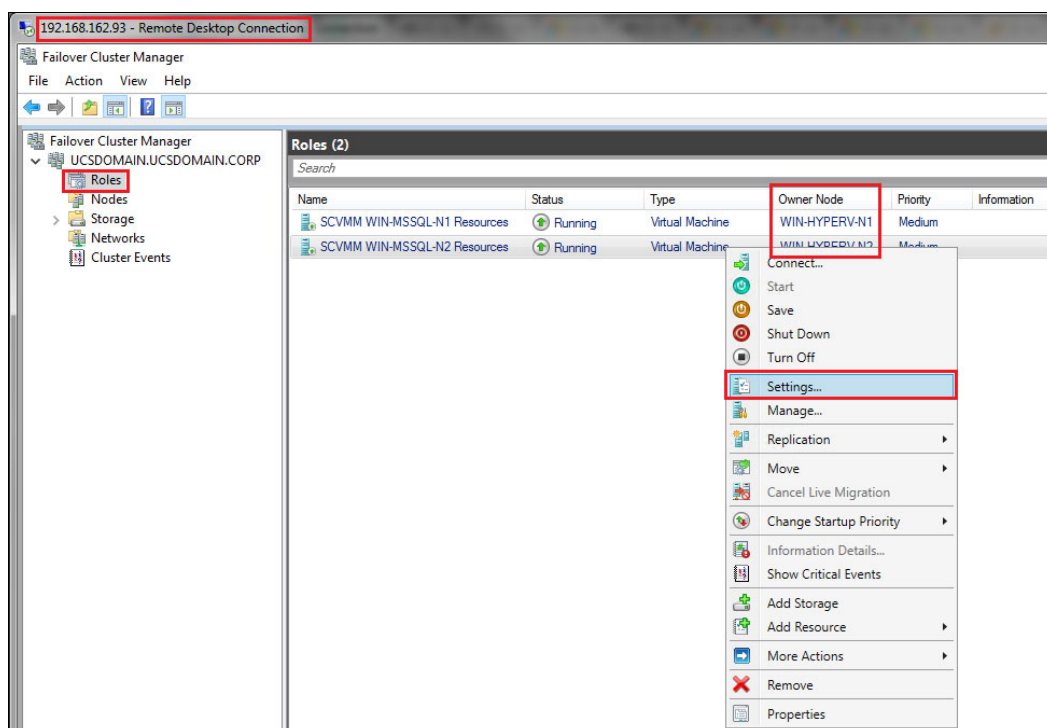 192.168.162.93 - Remote Desktop Connection
Failover Cluster Manager
File Action View Help
Failover Cluster Manager
UCSDOMAIN.UCSDOMAIN.CORP
Roles
Nodes
Storage
Networks
Cluster Events
Roles (2)
Search
Name Status Type Owner Node Priority Information
SCVMM WIN-MSSQL-N1 Resources Running Virtual Machine WIN-HYPERV-N1 Medium
SCVMM WIN-MSSQL-N2 Resources Running Virtual Machine WIN-HYPERV-N2 Medium
Connect...
Start
Save
Shut Down
Turn Off
Settings...
Manage...
Replication
Move
Cancel Live Migration
Change Startup Priority
Information Details...
Show Critical Events
Add Storage
Add Resource
More Actions
Remove
Properties